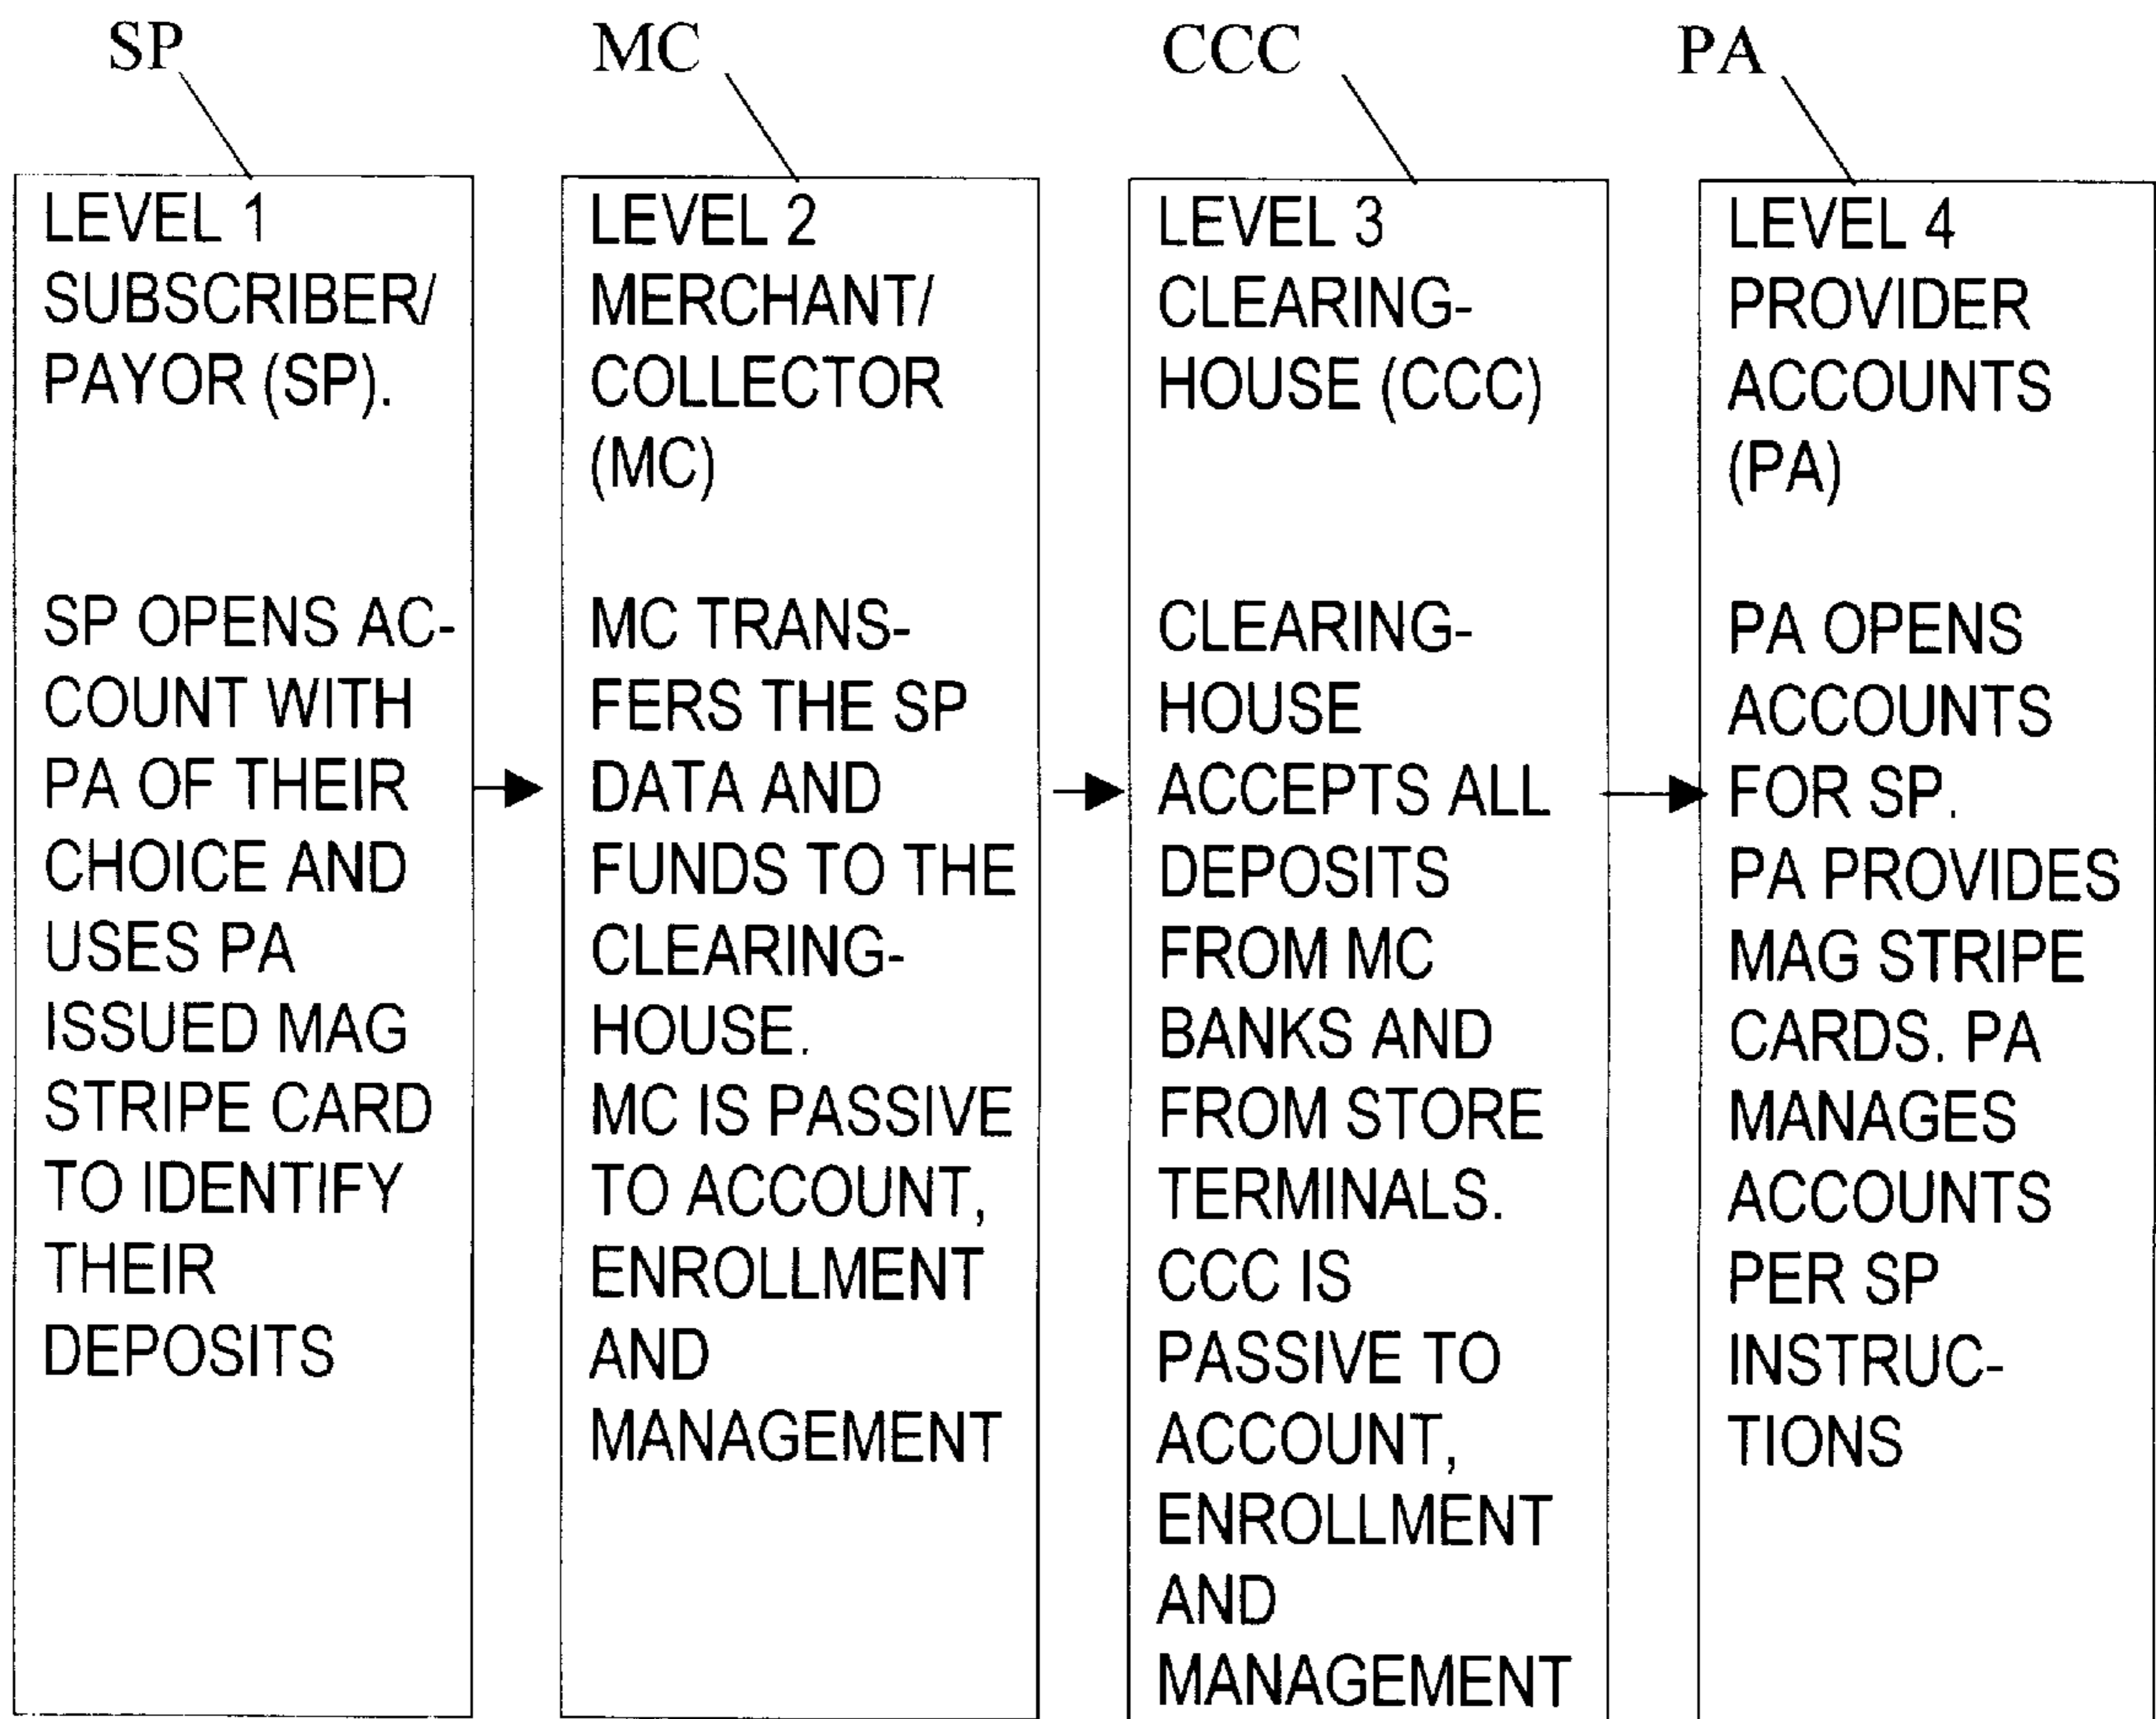 SP
MC
CCC
PA
LEVEL 1
SUBSCRIBER/
PAYOR (SP).
SP OPENS AC-
COUNT WITH
PA OF THEIR
CHOICE AND
USES PA
ISSUED MAG
STRIPE CARD
TO IDENTIFY
THEIR
DEPOSITS
LEVEL 2
MERCHANT/
COLLECTOR
(MC)
MC TRANS-
FERS THE SP
DATA AND
FUNDS TO THE
CLEARING-
HOUSE.
MC IS PASSIVE
TO ACCOUNT,
ENROLLMENT
AND
MANAGEMENT
LEVEL 3
CLEARING-
HOUSE (CCC)
CLEARING-
HOUSE
ACCEPTS ALL
DEPOSITS
FROM MC
BANKS AND
FROM STORE
TERMINALS.
CCC IS
PASSIVE TO
ACCOUNT,
ENROLLMENT
AND
MANAGEMENT
LEVEL 4
PROVIDER
ACCOUNTS
(PA)
PA OPENS
ACCOUNTS
FOR SP.
PA PROVIDES
MAG STRIPE
CARDS. PA
MANAGES
ACCOUNTS
PER SP
INSTRUC-
TIONS